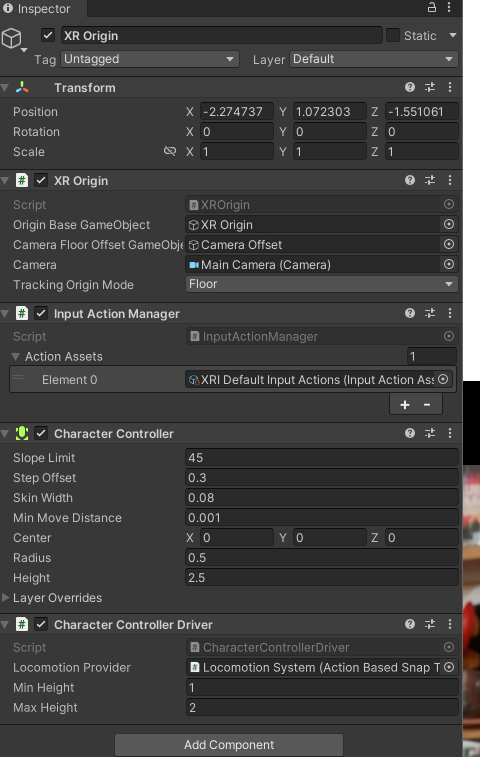 Inspector
XR Origin Static
Tag Untagged Layer Default
Transform
Position X -2.274737 Y 1.072303 Z -1.551061
Rotation X 0 Y 0 Z 0
Scale X 1 Y 1 Z 1
XR Origin
Script XROrigin
Origin Base GameObject XR Origin
Camera Floor Offset GameObje Camera Offset
Camera Main Camera (Camera)
Tracking Origin Mode Floor
Input Action Manager
Script InputActionManager
Action Assets 1
Element 0 XRI Default Input Actions (Input Action Ass
+ -
Character Controller
Slope Limit 45
Step Offset 0.3
Skin Width 0.08
Min Move Distance 0.001
Center X 0 Y 0 Z 0
Radius 0.5
Height 2.5
Layer Overrides
Character Controller Driver
Script CharacterControllerDriver
Locomotion Provider Locomotion System (Action Based Snap T
Min Height 1
Max Height 2
Add Component